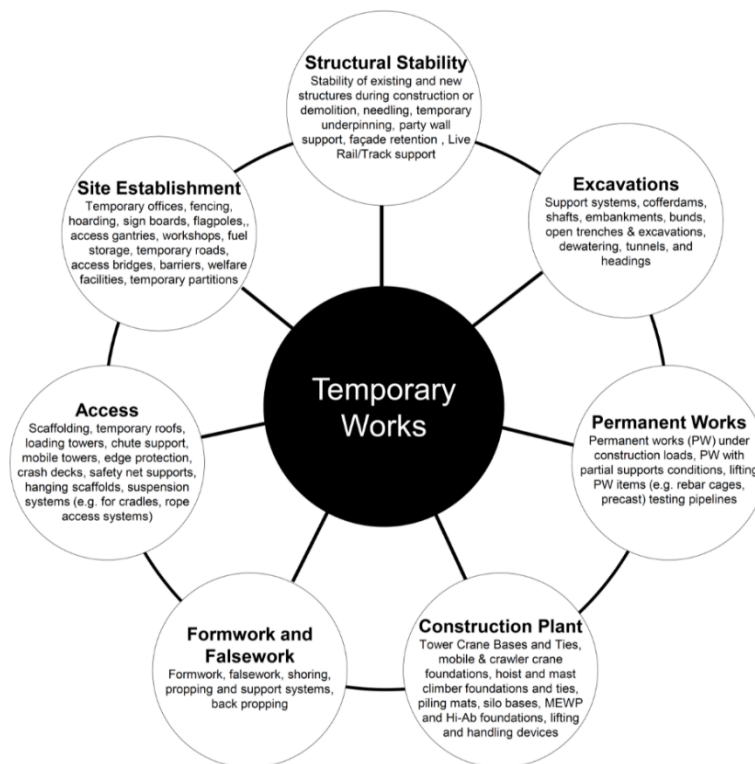 Structural Stability
Stability of existing and new
structures during construction or
demolition, needling, temporary
underpinning, party wall
support, façade retention , Live
Rail/Track support
Site Establishment
Temporary offices, fencing,
hoarding, sign boards, flagpoles,,
access gantries, workshops, fuel
storage, temporary roads,
access bridges, barriers, welfare
facilities, temporary partitions
Excavations
Support systems, cofferdams,
shafts, embankments, bunds,
open trenches & excavations,
dewatering, tunnels, and
headings
Temporary
Works
Access
Scaffolding, temporary roofs,
loading towers, chute support,
mobile towers, edge protection,
crash decks, safety net supports,
hanging scaffolds, suspension
systems (e.g. for cradles, rope
access systems)
Permanent Works
Permanent works (PW) under
construction loads, PW with
partial supports conditions, lifting
PW items (e.g. rebar cages,
precast) testing pipelines
Formwork and
Falsework
Formwork, falsework, shoring,
propping and support systems,
back propping
Construction Plant
Tower Crane Bases and Ties,
mobile & crawler crane
foundations, hoist and mast
climber foundations and ties,
piling mats, silo bases, MEWP
and Hi-Ab foundations, lifting
and handling devices